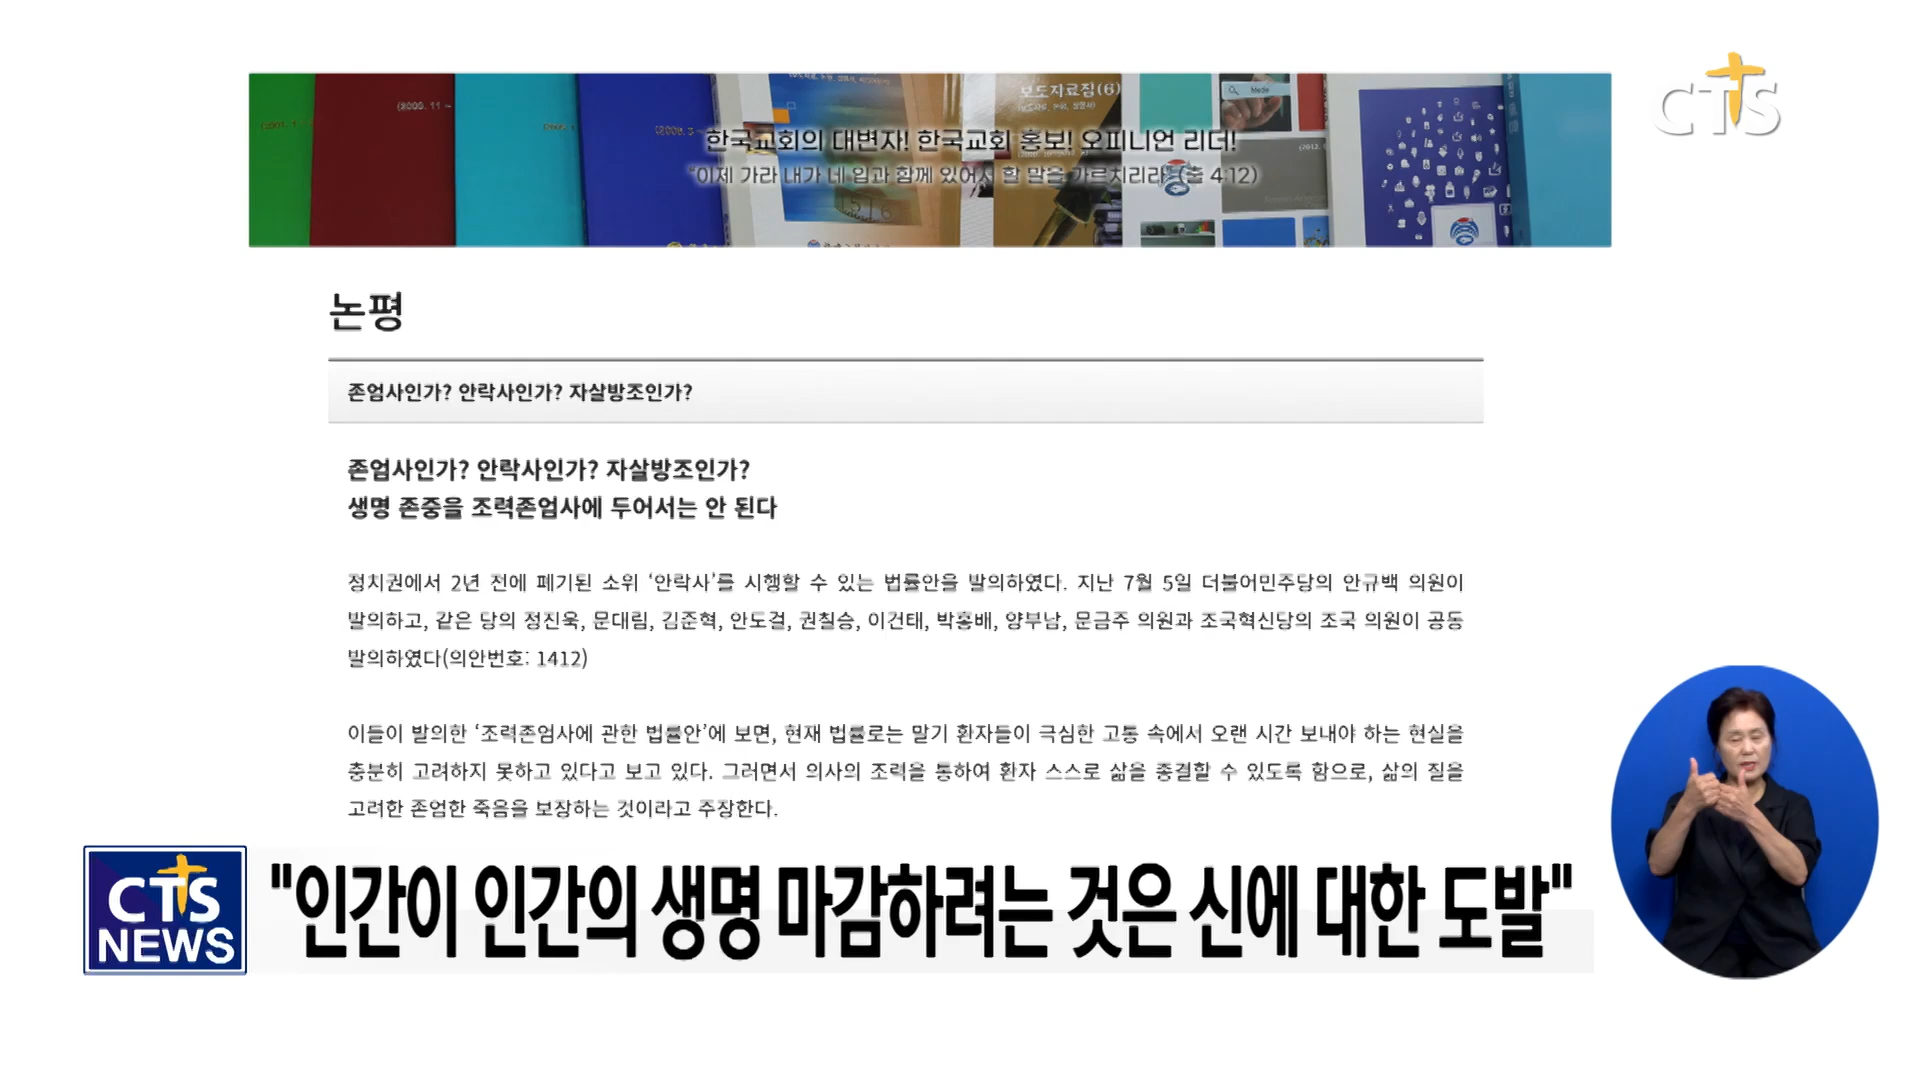 CTS
(2005. 11 ~
보도자료집(6)
Mede
한국교회의 대변자! 한국교회 홍보! 오피니언 리더!
"이제 가라 내가 네 입과 함께 있어서 할 말을 가르치리라" (출 4:12)
논평
존엄사인가? 안락사인가? 자살방조인가?
존엄사인가? 안락사인가? 자살방조인가?
생명 존중을 조력존엄사에 두어서는 안 된다
정치권에서 2년 전에 폐기된 소위 ‘안락사’를 시행할 수 있는 법률안을 발의하였다. 지난 7월 5일 더불어민주당의 안규백 의원이
발의하고, 같은 당의 정진욱, 문대림, 김준혁, 안도걸, 권칠승, 이건태, 박홍배, 양부남, 문금주 의원과 조국혁신당의 조국 의원이 공동
발의하였다(의안번호: 1412)
이들이 발의한 ‘조력존엄사에 관한 법률안’에 보면, 현재 법률로는 말기 환자들이 극심한 고통 속에서 오랜 시간 보내야 하는 현실을
충분히 고려하지 못하고 있다고 보고 있다. 그러면서 의사의 조력을 통하여 환자 스스로 삶을 종결할 수 있도록 함으로, 삶의 질을
고려한 존엄한 죽음을 보장하는 것이라고 주장한다.
CTS
NEWS
"인간이 인간의 생명 마감하려는 것은 신에 대한 도발"